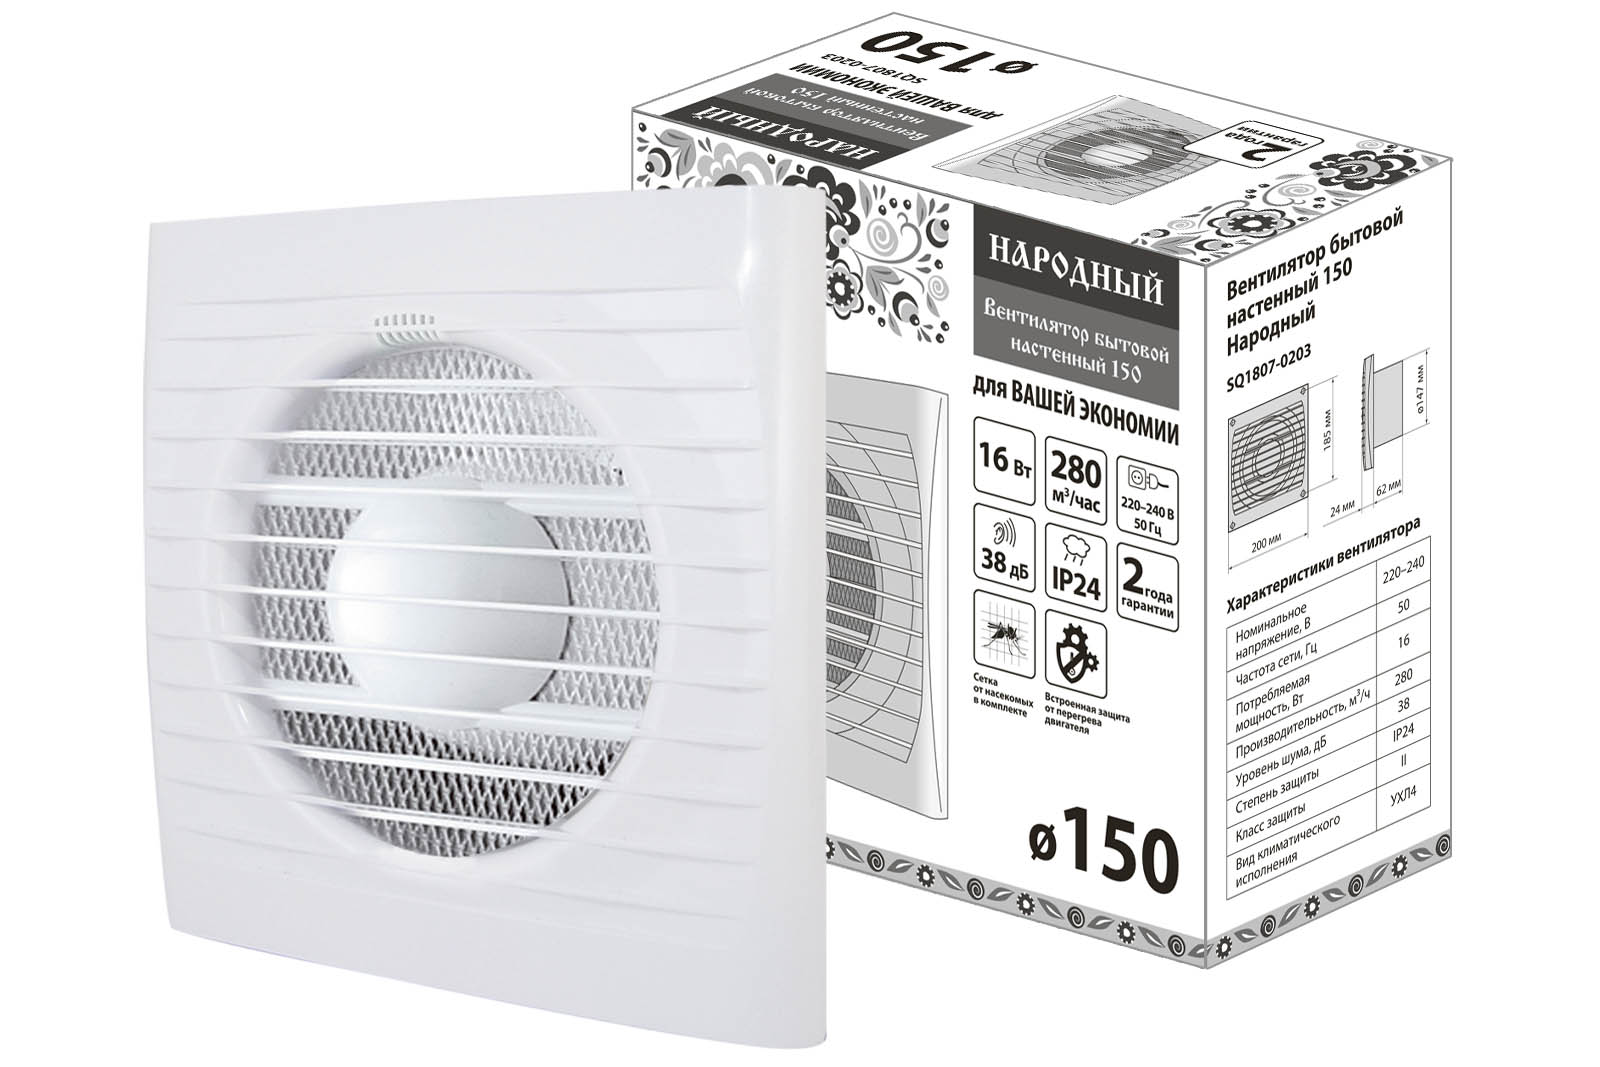 ø150
SQ1807-0203
для ВАШЕЙ ЭКОНОМИИ
Вентилятор бытовой
настенный 150
НАРОДНЫЙ
2 года
гарантии
НАРОДНЫЙ
Вентилятор бытовой
настенный 150
для ВАШЕЙ ЭКОНОМИИ
16 Вт
280
м³/час
220–240 В
50 Гц
38 дБ
IP24
2 года
гарантии
Сетка
от насекомых
в комплекте
Встроенная защита
от перегрева
двигателя
ø150
Вентилятор бытовой
настенный 150
Народный
SQ1807-0203
185 мм
200 мм
24 мм
62 мм
ø147 мм
Характеристики вентилятора
Номинальное
напряжение, В
220–240
Частота сети, Гц
50
Потребляемая
мощность, Вт
16
Производительность, м³/ч
280
Уровень шума, дБ
38
Степень защиты
IP24
Класс защиты
II
Вид климатического
исполнения
УХЛ4